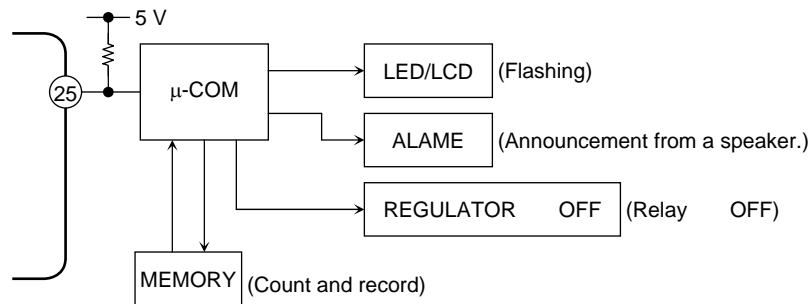 5 V
25
μ-COM
LED/LCD (Flashing)
ALAME (Announcement from a speaker.)
REGULATOR OFF (Relay OFF)
MEMORY (Count and record)